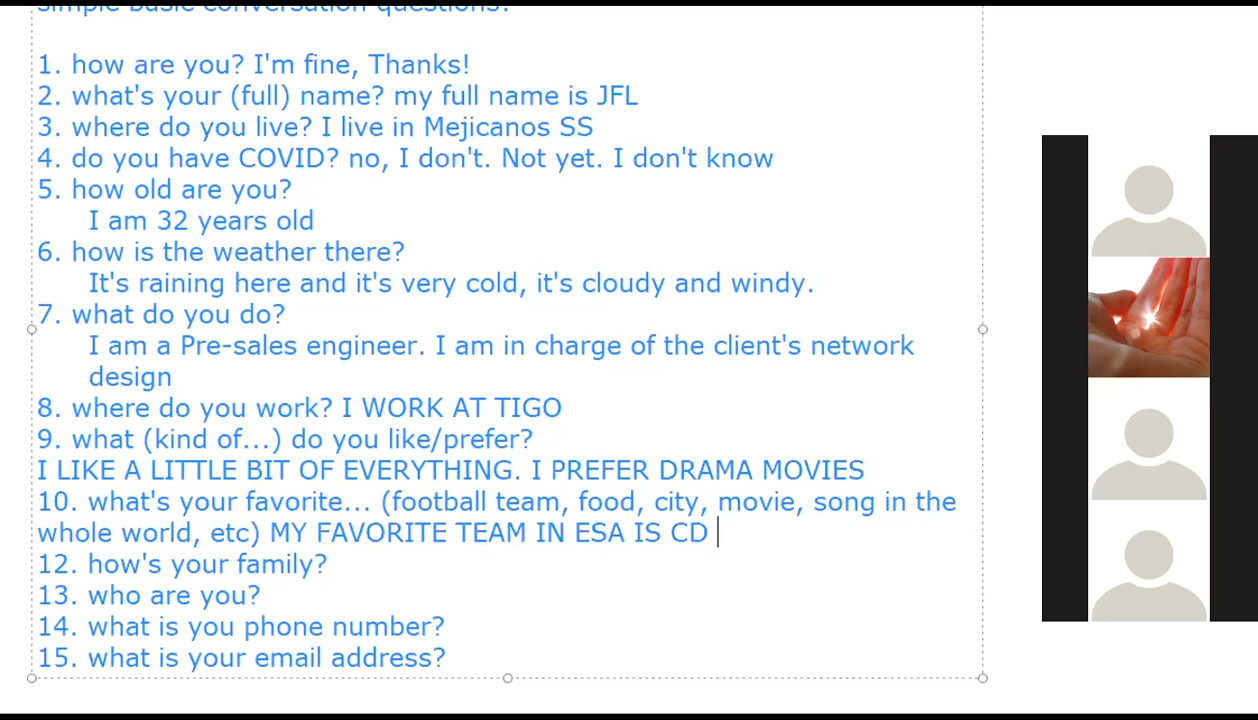 simple basic conversation questions:
1. how are you? I'm fine, Thanks!
2. what's your (full) name? my full name is JFL
3. where do you live? I live in Mejicanos SS
4. do you have COVID? no, I don't. Not yet. I don't know
5. how old are you?
I am 32 years old
6. how is the weather there?
It's raining here and it's very cold, it's cloudy and windy.
7. what do you do?
I am a Pre-sales engineer. I am in charge of the client's network
design
8. where do you work? I WORK AT TIGO
9. what (kind of...) do you like/prefer?
I LIKE A LITTLE BIT OF EVERYTHING. I PREFER DRAMA MOVIES
10. what's your favorite... (football team, food, city, movie, song in the
whole world, etc) MY FAVORITE TEAM IN ESA IS CD
12. how's your family?
13. who are you?
14. what is you phone number?
15. what is your email address?